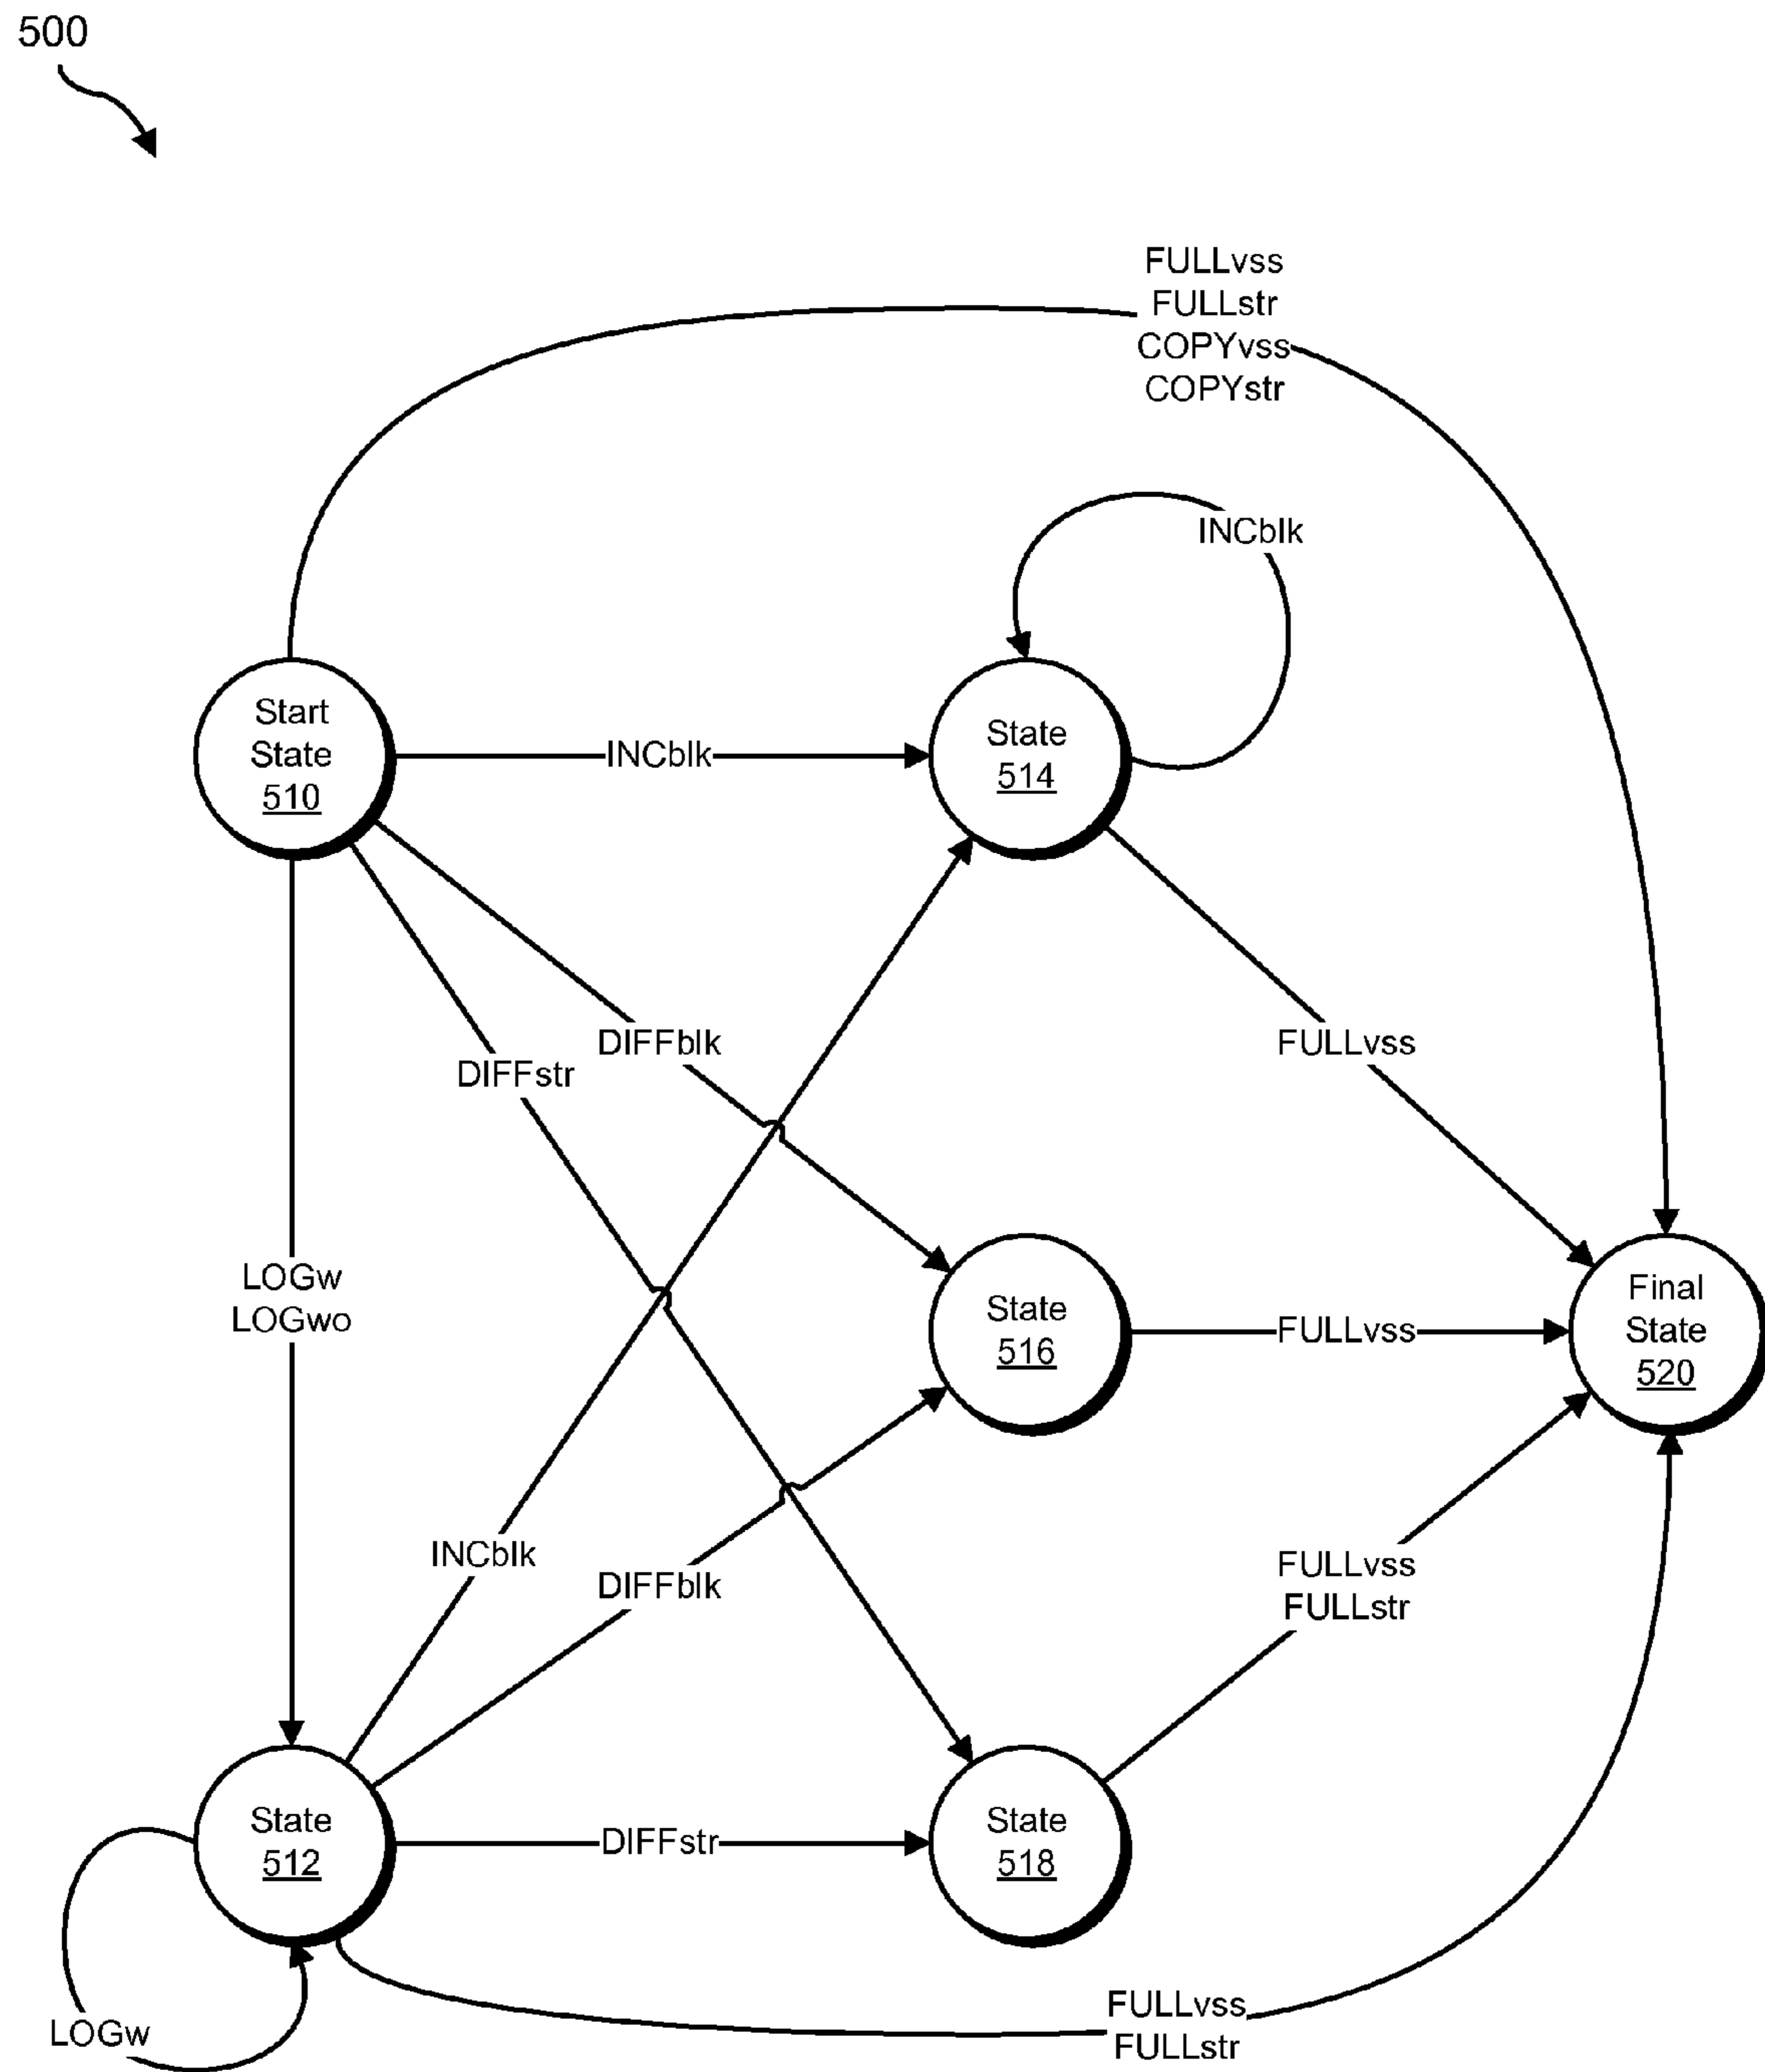 500
FULLvss
FULLstr
COPYvss
COPYstr
INCblk
Start
State
510
INCblk
State
514
DIFFblk
DIFFstr
FULLvss
LOGw
LOGwo
State
516
FULLvss
Final
State
520
INCblk
DIFFblk
FULLvss
FULLstr
State
512
DIFFstr
State
518
LOGw
FULLvss
FULLstr